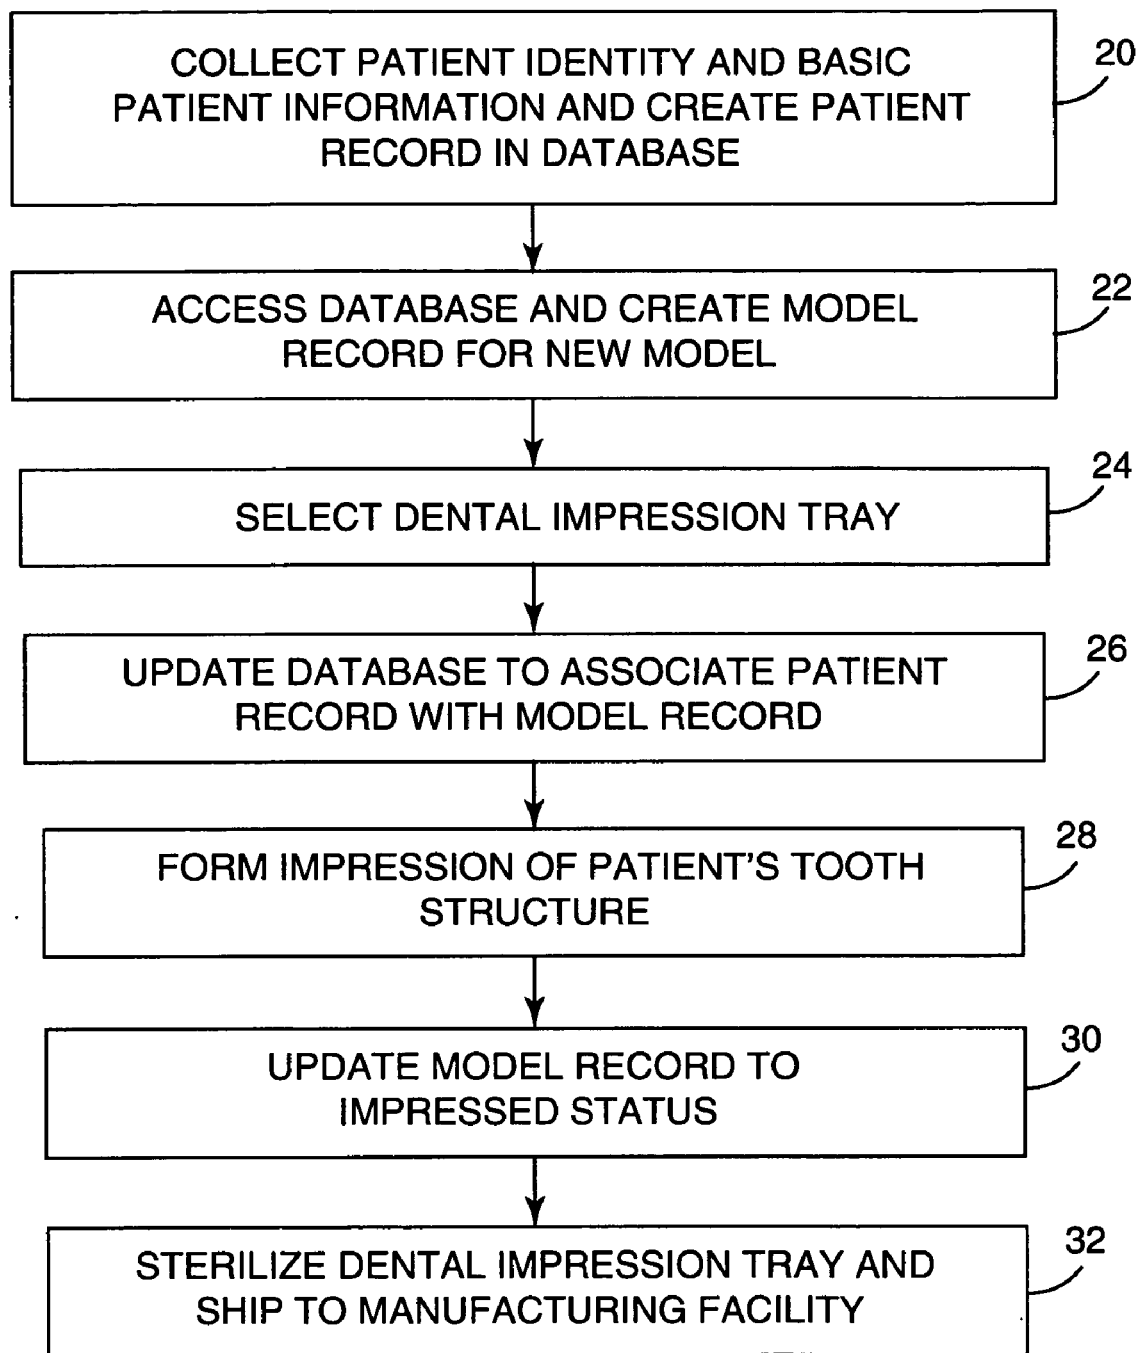 COLLECT PATIENT IDENTITY AND BASIC
PATIENT INFORMATION AND CREATE PATIENT
RECORD IN DATABASE
20
ACCESS DATABASE AND CREATE MODEL
RECORD FOR NEW MODEL
22
SELECT DENTAL IMPRESSION TRAY
24
UPDATE DATABASE TO ASSOCIATE PATIENT
RECORD WITH MODEL RECORD
26
FORM IMPRESSION OF PATIENT'S TOOTH
STRUCTURE
28
UPDATE MODEL RECORD TO
IMPRESSED STATUS
30
STERILIZE DENTAL IMPRESSION TRAY AND
SHIP TO MANUFACTURING FACILITY
32